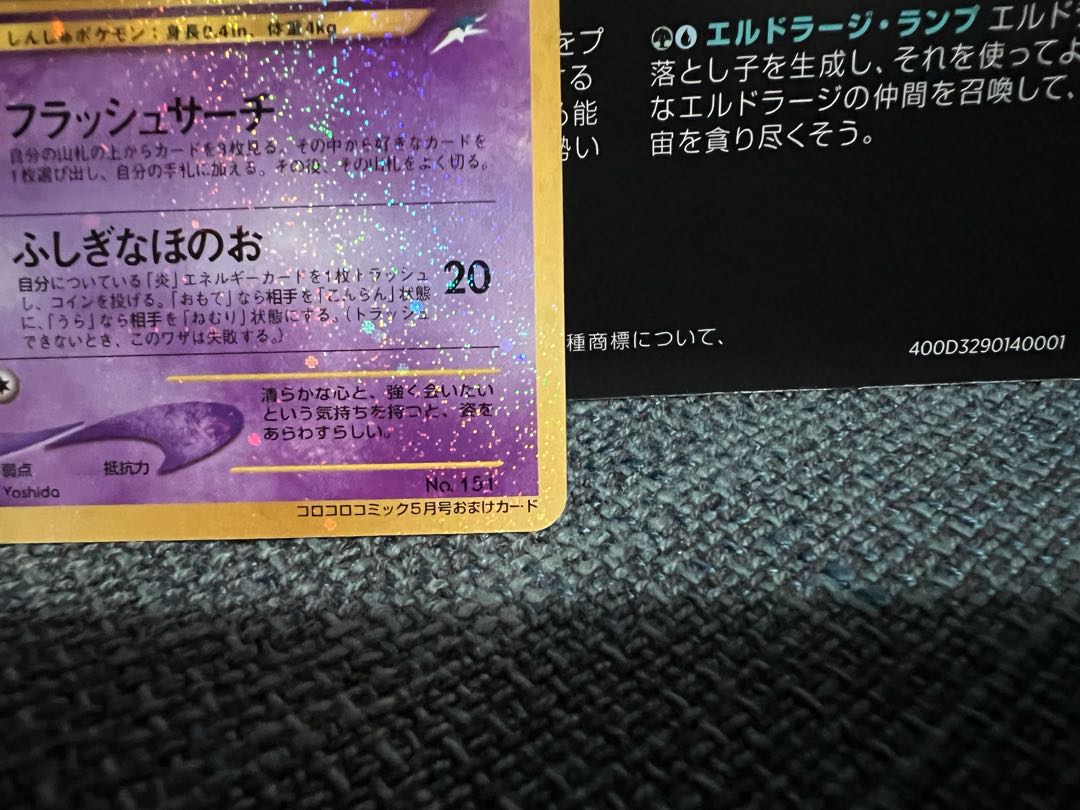 しんしゅポケモン：身長0.4m、体重4kg
フラッシュサーチ
自分の山札の上からカードを3枚見る。その中から好きなカードを
1枚選び出し、自分の手札に加える。その後、その山札をよく切る。
ふしぎなほのお 20
自分についている「炎」エネルギーカードを1枚トラッシュ
し、コインを投げる。「おもて」なら相手を「こんらん」状態
に、「うら」なら相手を「ねむり」状態にする。（トラッシュ
できないとき、このワザは失敗する。）
清らかな心と、強く会いたい
という気持ちを持つと、姿を
あらわすらしい。
弱点 抵抗力
Yoshida
No. 151
コロコロコミック5月号おまけカード
をプ
る
能
勢い
エルドラージ・ランプ エルド
落とし子を生成し、それを使ってよ
なエルドラージの仲間を召喚して、
宙を貪り尽くそう。
種商標について、
400D3290140001